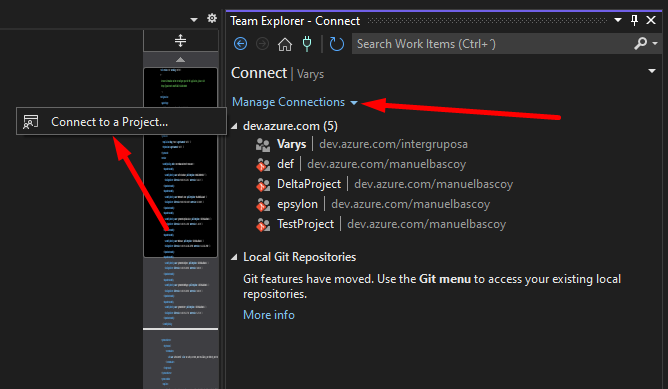 Team Explorer - Connect
Search Work Items (Ctrl+´)
Connect | Varys
Manage Connections
Connect to a Project...
dev.azure.com (5)
Varys | dev.azure.com/intergruposa
def | dev.azure.com/manuelbascoy
DeltaProject | dev.azure.com/manuelbascoy
epsylon | dev.azure.com/manuelbascoy
TestProject | dev.azure.com/manuelbascoy
Local Git Repositories
Git features have moved. Use the Git menu to access your existing local
repositories.
More info